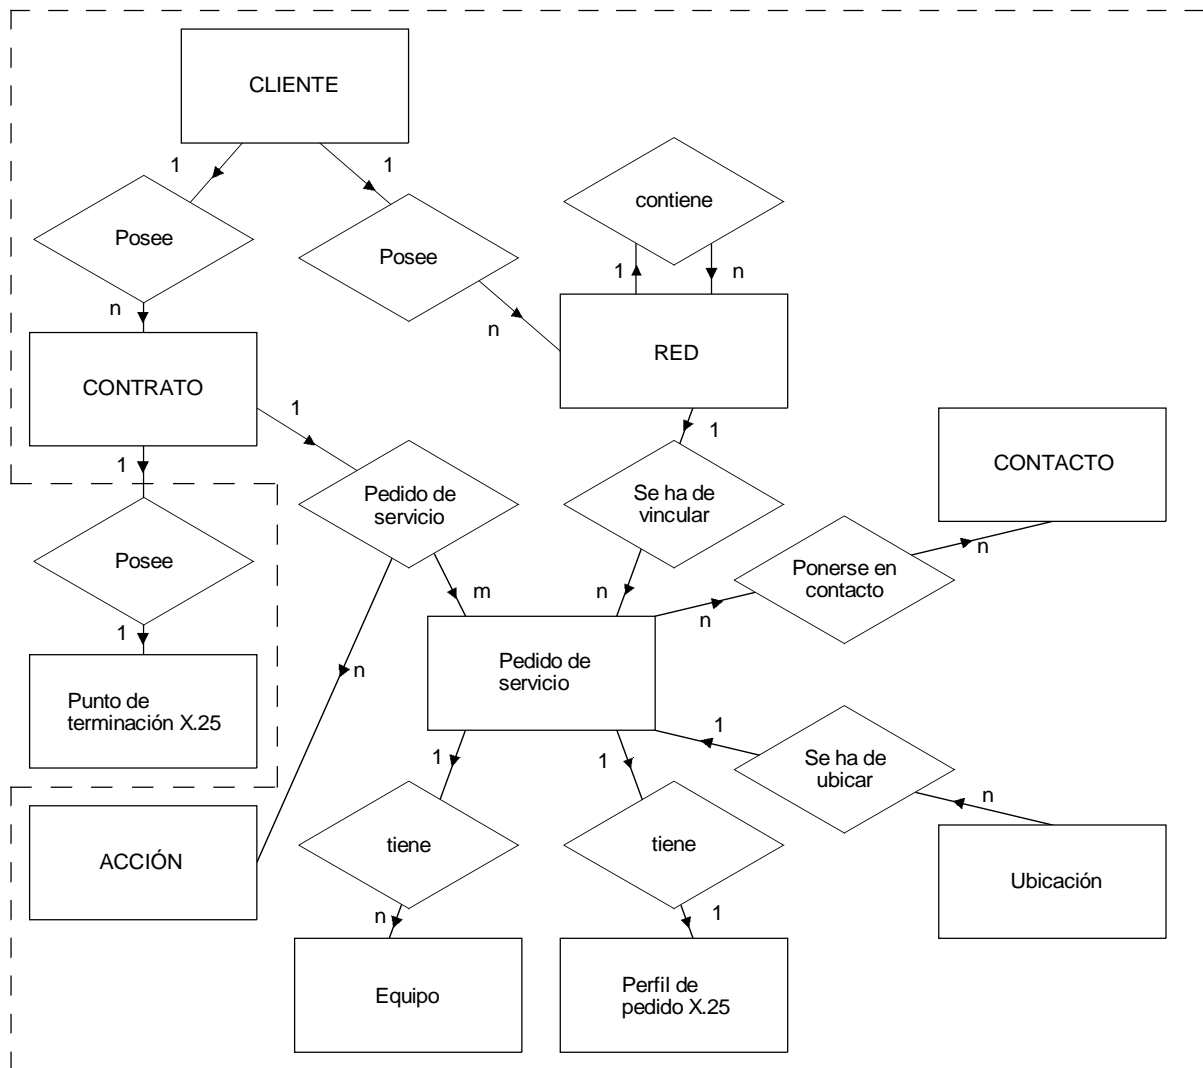 CLIENTE
1
1
contiene
Posee
Posee
1
n
n
n
RED
CONTRATO
1
1
1
CONTACTO
Pedido de
servicio
Se ha de
vincular
n
Posee
Ponerse en
contacto
m
n
n
1
n
Pedido de
servicio
Punto de
terminación X.25
1
1
1
Se ha de
ubicar
n
ACCIÓN
tiene
tiene
Ubicación
n
1
Equipo
Perfil de
pedido X.25